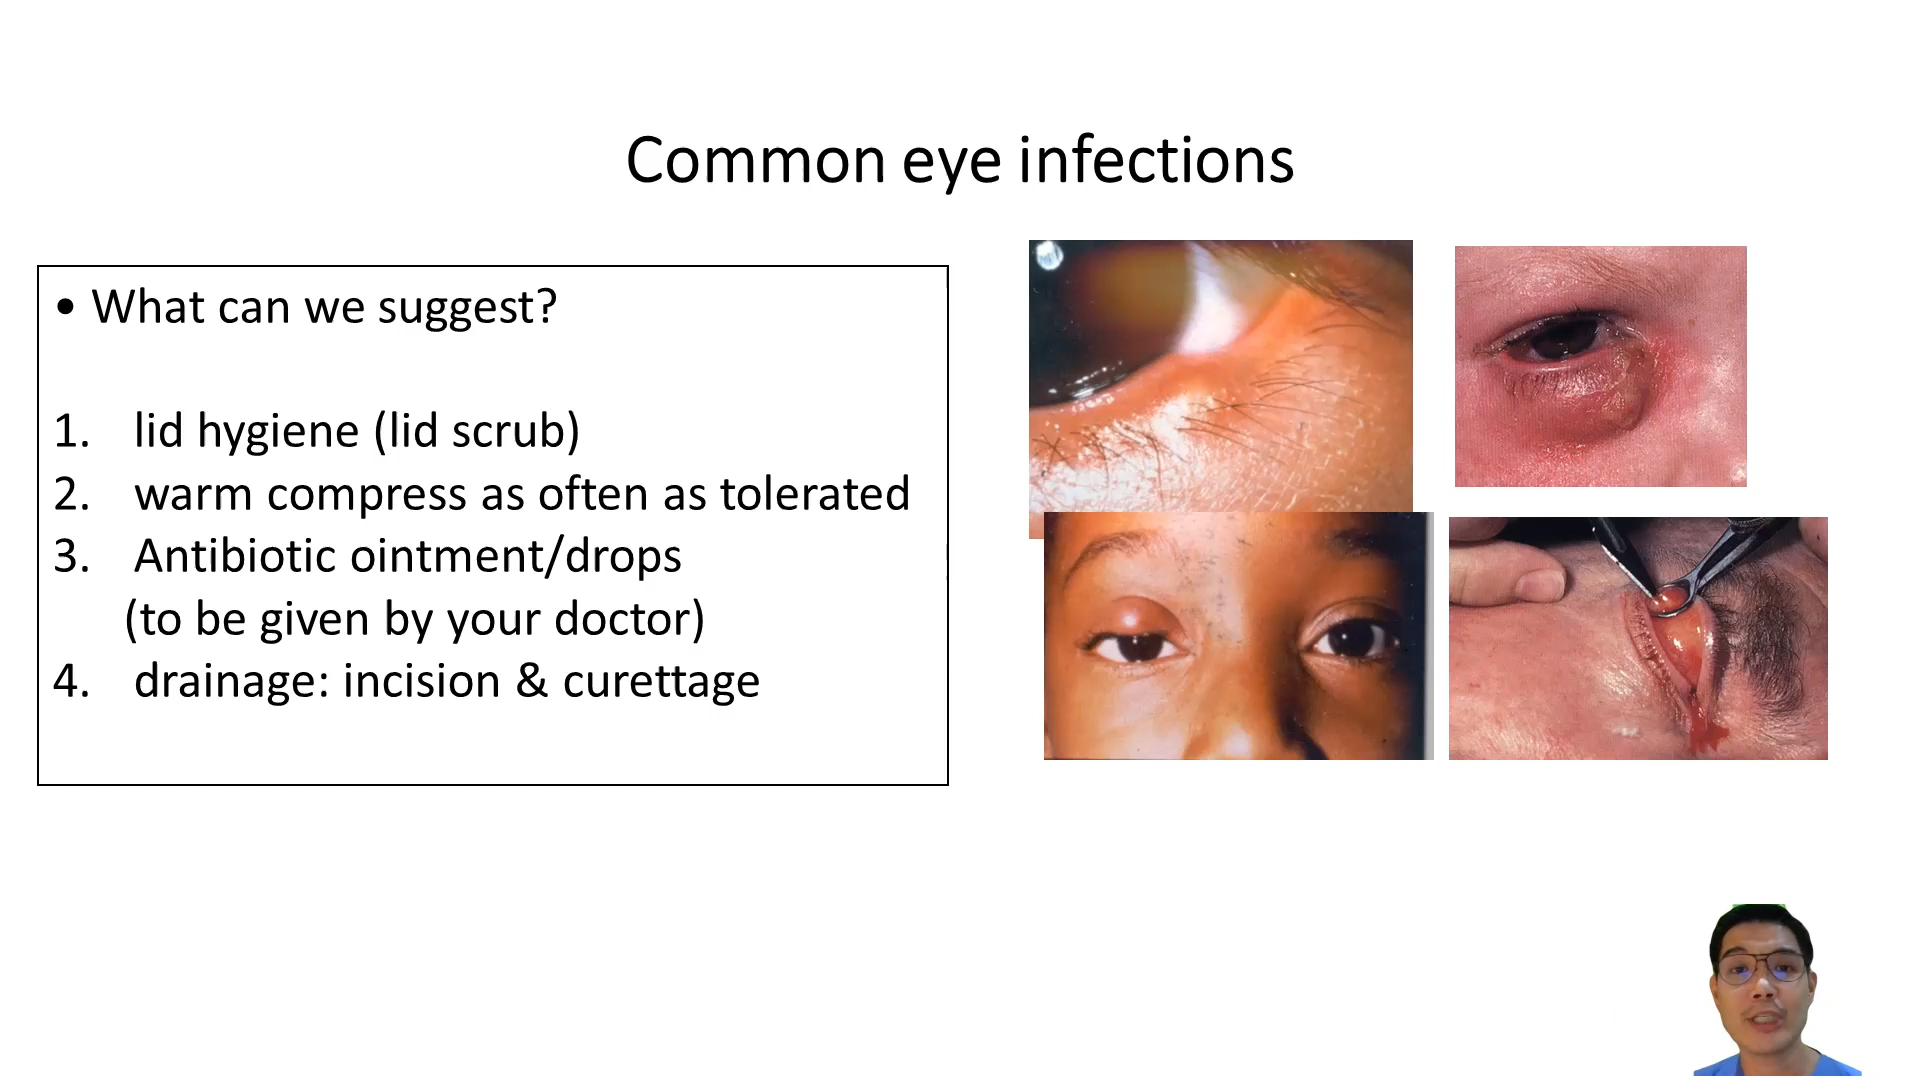 Common eye infections
• What can we suggest?
1. lid hygiene (lid scrub)
2. warm compress as often as tolerated
3. Antibiotic ointment/drops
(to be given by your doctor)
4. drainage: incision & curettage